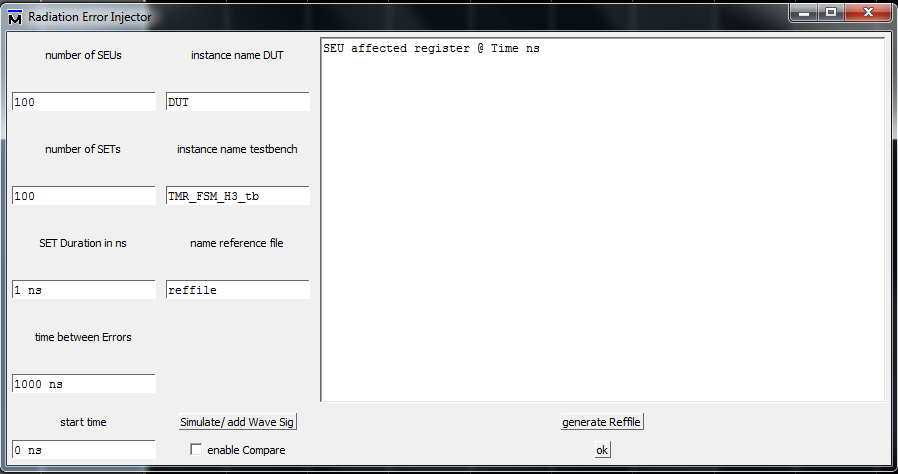 Radiation Error Injector
number of SEUs
instance name DUT
100
DUT
number of SETs
instance name testbench
100
TMR_FSM_H3_tb
SET Duration in ns
name reference file
1 ns
reffile
time between Errors
1000 ns
start time
Simulate/ add Wave Sig
0 ns
enable Compare
SEU affected register @ Time ns
generate Reffile
ok